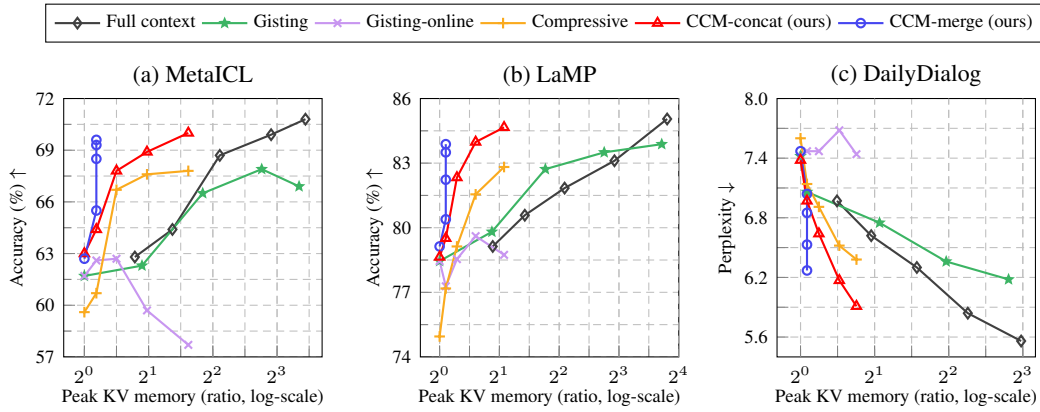 Full context Gisting Gisting-online Compressive CCM-concat (ours) CCM-merge (ours)
(a) MetaICL
72
69
66
63
60
57
Accuracy (%) ↑
2^0 2^1 2^2 2^3
Peak KV memory (ratio, log-scale)
(b) LaMP
86
83
80
77
74
Accuracy (%) ↑
2^0 2^1 2^2 2^3 2^4
Peak KV memory (ratio, log-scale)
(c) DailyDialog
8.0
7.4
6.8
6.2
5.6
Perplexity ↓
2^0 2^1 2^2 2^3
Peak KV memory (ratio, log-scale)